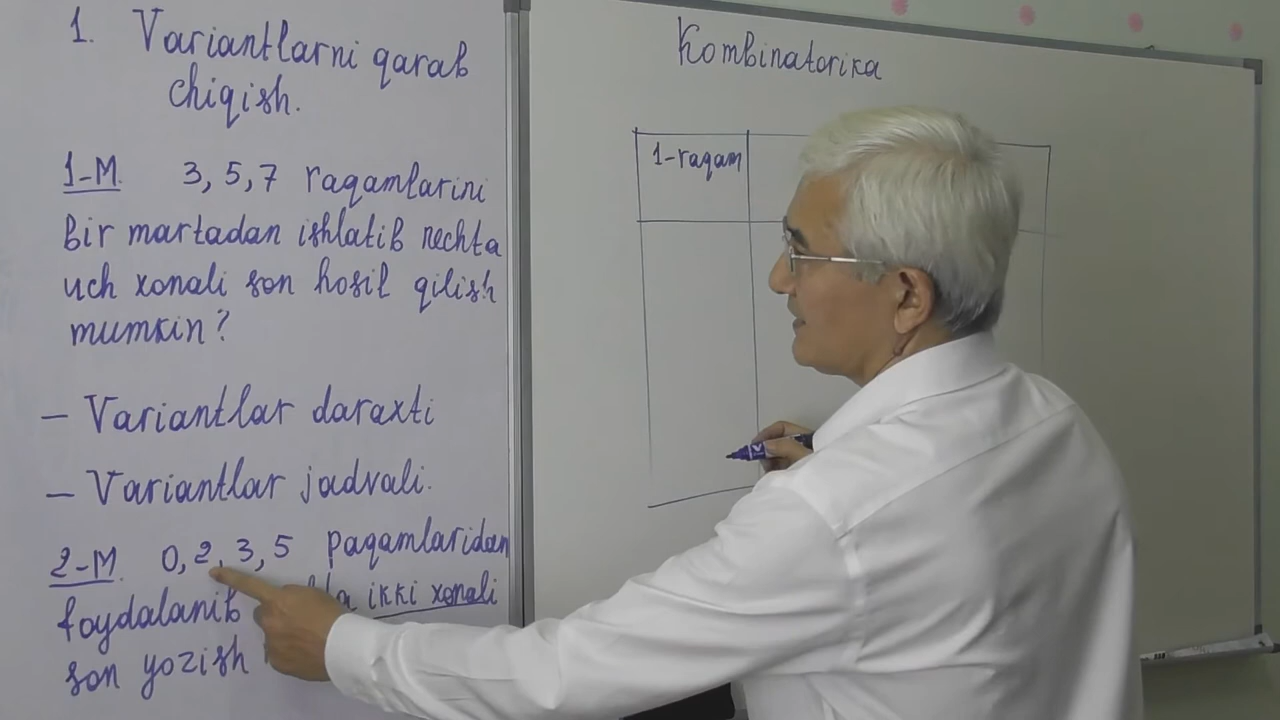 1. Variantlarni qarab
chiqish.
1-M. 3, 5, 7 raqamlarini
bir martadan ishlatib nechta
uch xonali son hosil qilish
mumkin?
– Variantlar daraxti
– Variantlar jadvali.
2-M. 0, 2, 3, 5 raqamlaridan
foydalanib ikki xonali
son yozish
Kombinatorika
1-raqam